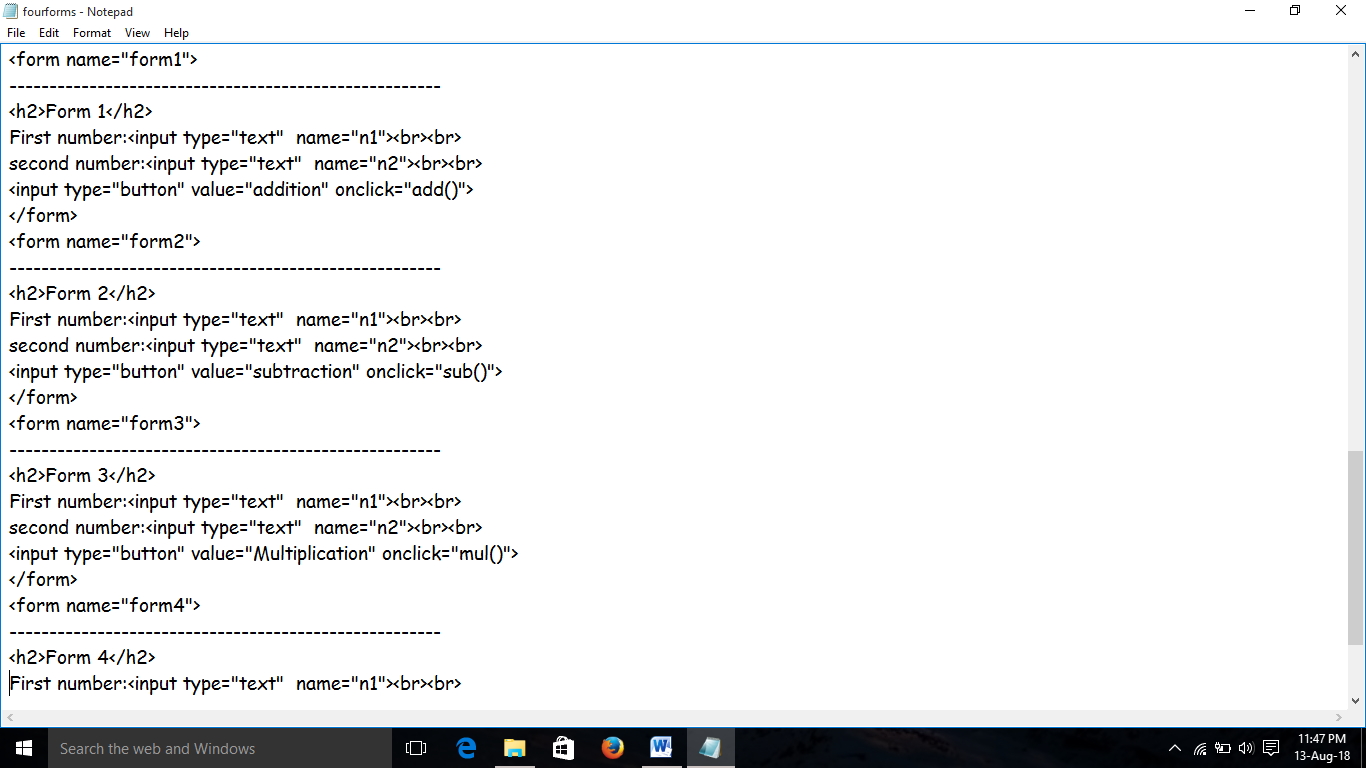 fourforms - Notepad
File Edit Format View Help
<form name="form1">
------------------------------------------------------
<h2>Form 1</h2>
First number:<input type="text"  name="n1"><br><br>
second number:<input type="text"  name="n2"><br><br>
<input type="button" value="addition" onclick="add()">
</form>
<form name="form2">
------------------------------------------------------
<h2>Form 2</h2>
First number:<input type="text"  name="n1"><br><br>
second number:<input type="text"  name="n2"><br><br>
<input type="button" value="subtraction" onclick="sub()">
</form>
<form name="form3">
------------------------------------------------------
<h2>Form 3</h2>
First number:<input type="text"  name="n1"><br><br>
second number:<input type="text"  name="n2"><br><br>
<input type="button" value="Multiplication" onclick="mul()">
</form>
<form name="form4">
------------------------------------------------------
<h2>Form 4</h2>
First number:<input type="text"  name="n1"><br><br>
Search the web and Windows
11:47 PM
13-Aug-18